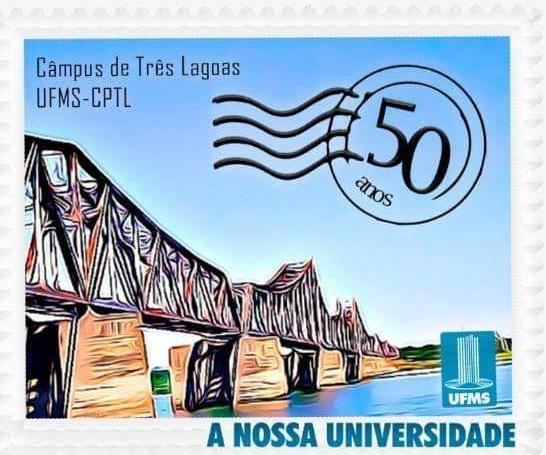 Câmpus de Três Lagoas
UFMS-CPTL
50
anos
UFMS
A NOSSA UNIVERSIDADE